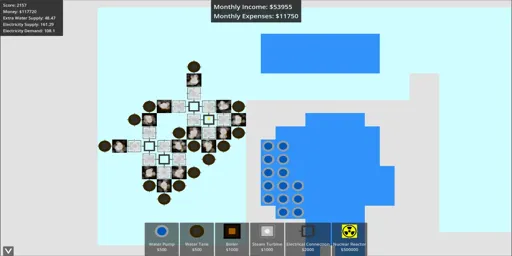 Score: 2157
Money: $117720
Extra Water Supply: 46.47
Electricity Supply: 161.29
Electricity Demand: 108.1
Monthly Income: $53955
Monthly Expenses: $11750
Water Pump
$500
Water Tank
$500
Boiler
$1000
Steam Turbine
$1000
Electrical Connection
$2000
Nuclear Reactor